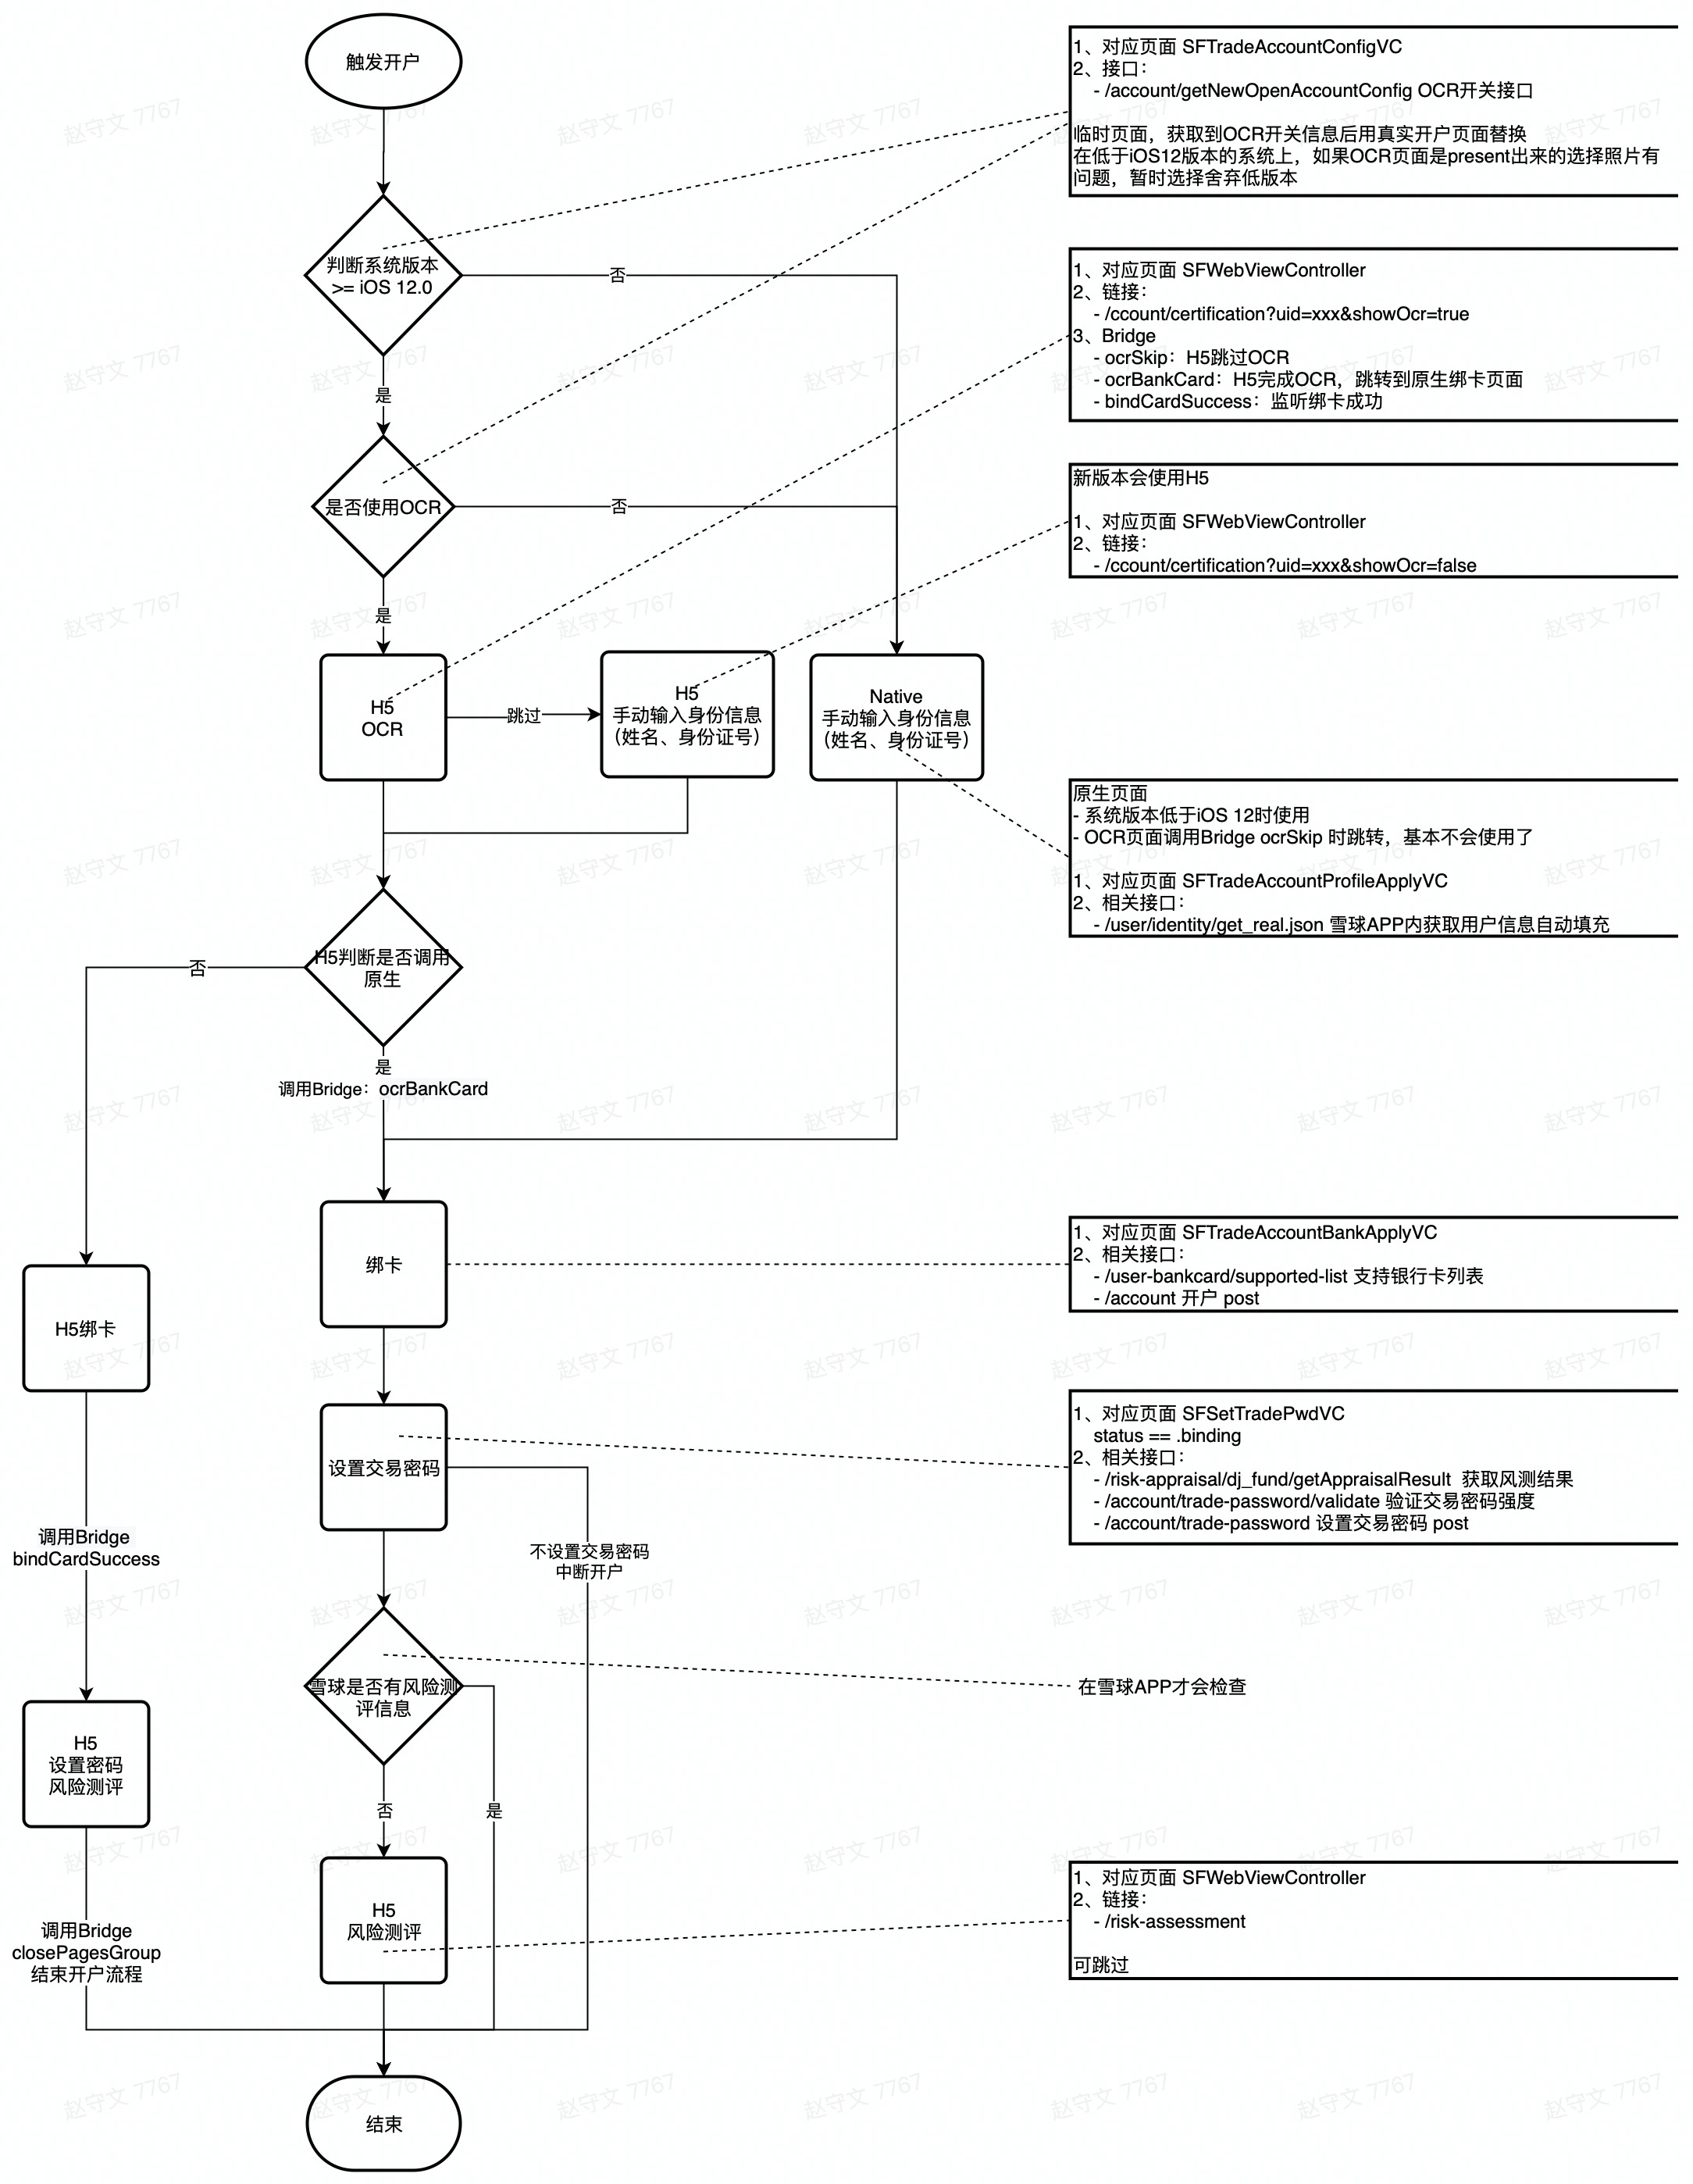 触发开户
1、对应页面 SFTradeAccountConfigVC
2、接口：
- /account/getNewOpenAccountConfig OCR开关接口
临时页面，获取到OCR开关信息后用真实开户页面替换
在低于iOS12版本的系统上，如果OCR页面是present出来的选择照片有
问题，暂时选择舍弃低版本
判断系统版本
>= iOS 12.0
否
是
1、对应页面 SFWebViewController
2、链接：
- /ccount/certification?uid=xxx&showOcr=true
3、Bridge
- ocrSkip：H5跳过OCR
- ocrBankCard：H5完成OCR，跳转到原生绑卡页面
- bindCardSuccess：监听绑卡成功
是否使用OCR
否
是
新版本会使用H5
1、对应页面 SFWebViewController
2、链接：
- /ccount/certification?uid=xxx&showOcr=false
H5
OCR
跳过
H5
手动输入身份信息
（姓名、身份证号）
Native
手动输入身份信息
（姓名、身份证号）
原生页面
- 系统版本低于iOS 12时使用
- OCR页面调用Bridge ocrSkip 时跳转，基本不会使用了
1、对应页面 SFTradeAccountProfileApplyVC
2、相关接口：
- /user/identity/get_real.json 雪球APP内获取用户信息自动填充
H5判断是否调用
原生
否
是
调用Bridge：ocrBankCard
绑卡
1、对应页面 SFTradeAccountBankApplyVC
2、相关接口：
- /user-bankcard/supported-list 支持银行卡列表
- /account 开户 post
H5绑卡
设置交易密码
1、对应页面 SFSetTradePwdVC
status == .binding
2、相关接口：
- /risk-appraisal/dj_fund/getAppraisalResult 获取风测结果
- /account/trade-password/validate 验证交易密码强度
- /account/trade-password 设置交易密码 post
调用Bridge
bindCardSuccess
不设置交易密码
中断开户
雪球是否有风险测
评信息
在雪球APP才会检查
H5
设置密码
风险测评
否
是
H5
风险测评
1、对应页面 SFWebViewController
2、链接：
- /risk-assessment
可跳过
调用Bridge
closePagesGroup
结束开户流程
结束
赵守文 7767